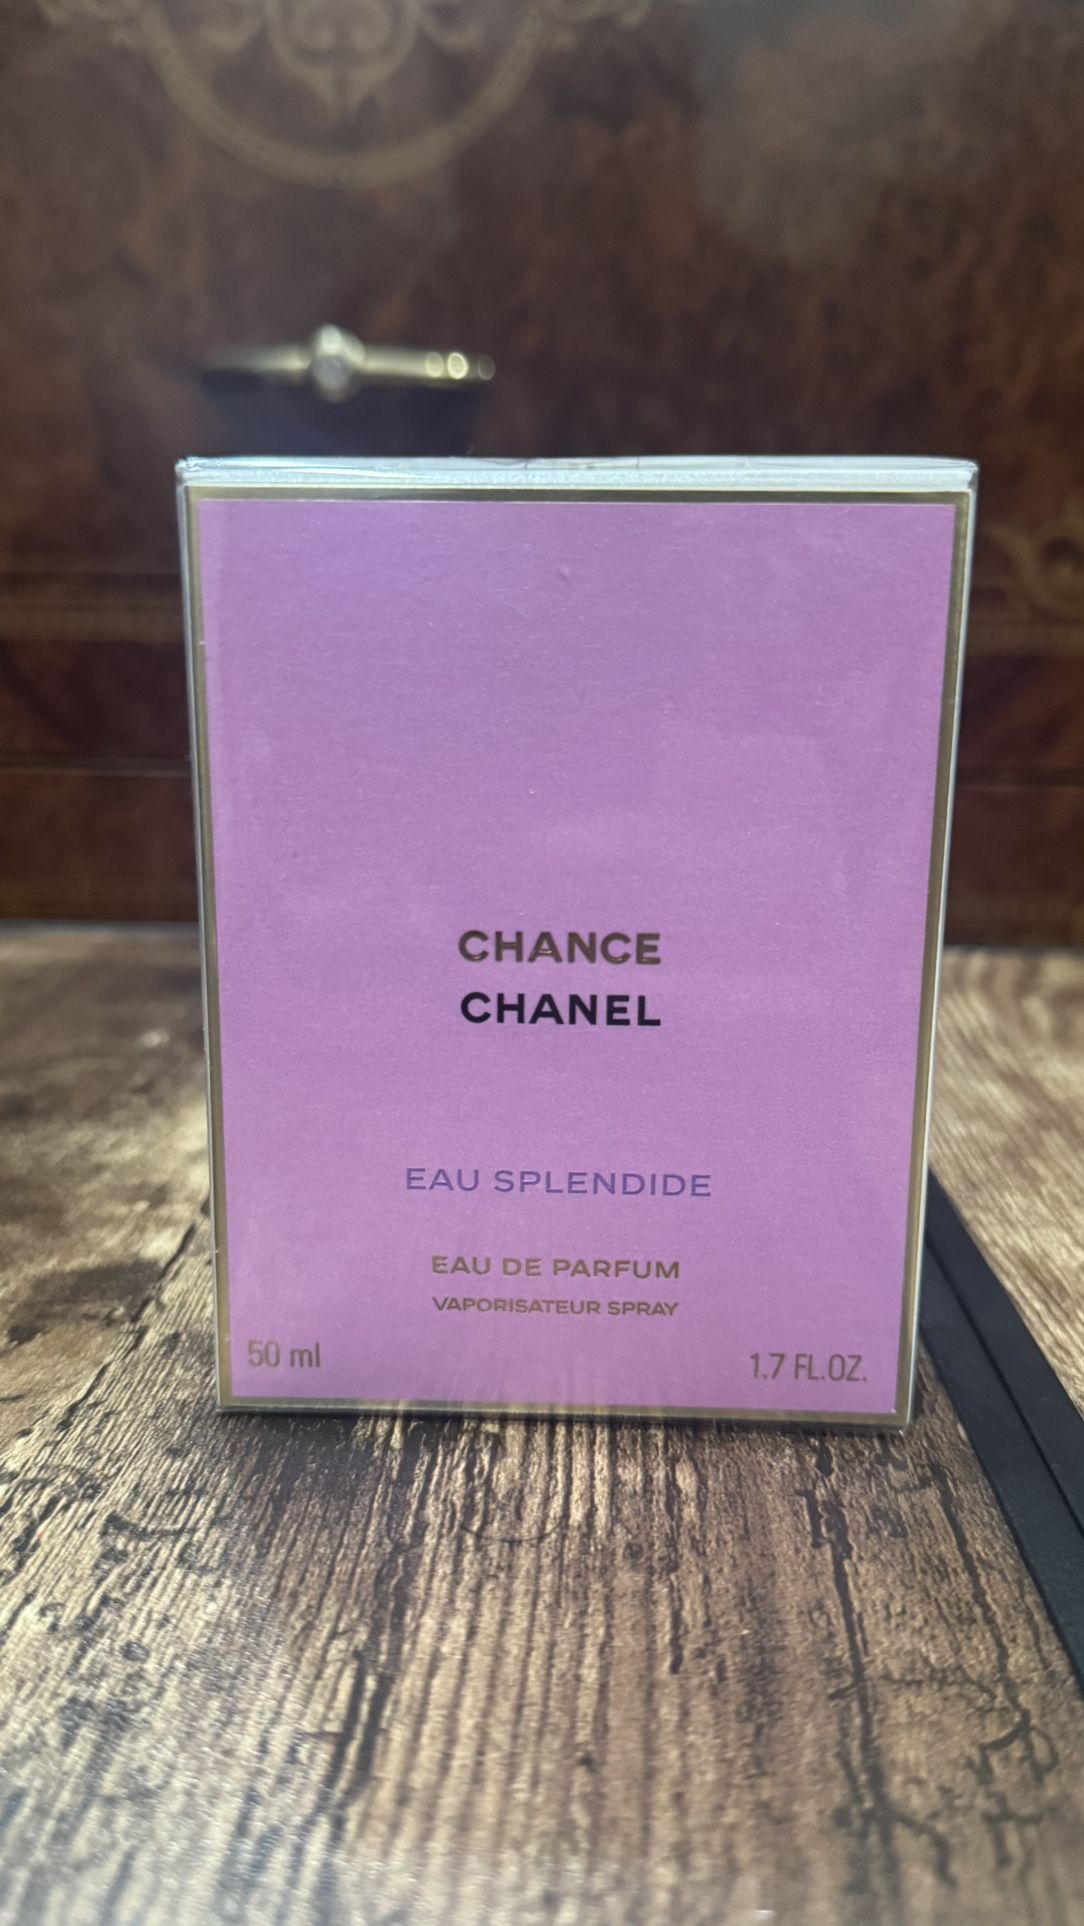 CHANCE
CHANEL
EAU SPLENDIDE
EAU DE PARFUM
VAPORISATEUR SPRAY
50 ml 1.7 FL.OZ.